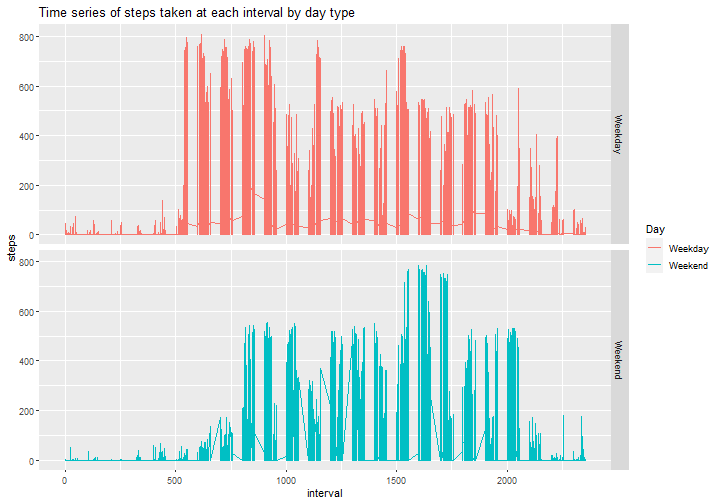 Time series of steps taken at each interval by day type
steps
800
600
400
200
0
Weekday
800
600
400
200
0
Weekend
0
500
1000
1500
2000
interval
Day
Weekday
Weekend